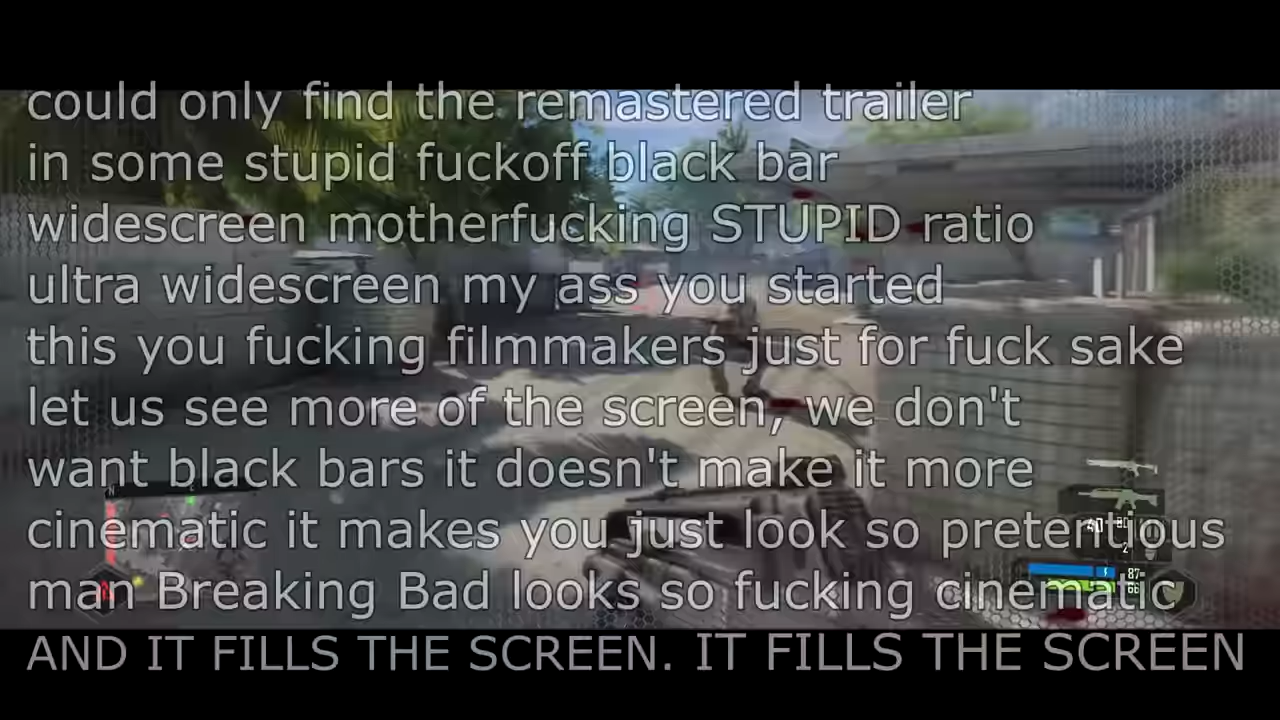 could only find the remastered trailer
in some stupid fuckoff black bar
widescreen motherfucking STUPID ratio
ultra widescreen my ass you started
this you fucking filmmakers just for fuck sake
let us see more of the screen, we don't
want black bars it doesn't make it more
cinematic it makes you just look so pretentious
man Breaking Bad looks so fucking cinematic
AND IT FILLS THE SCREEN. IT FILLS THE SCREEN
N
40
2
87